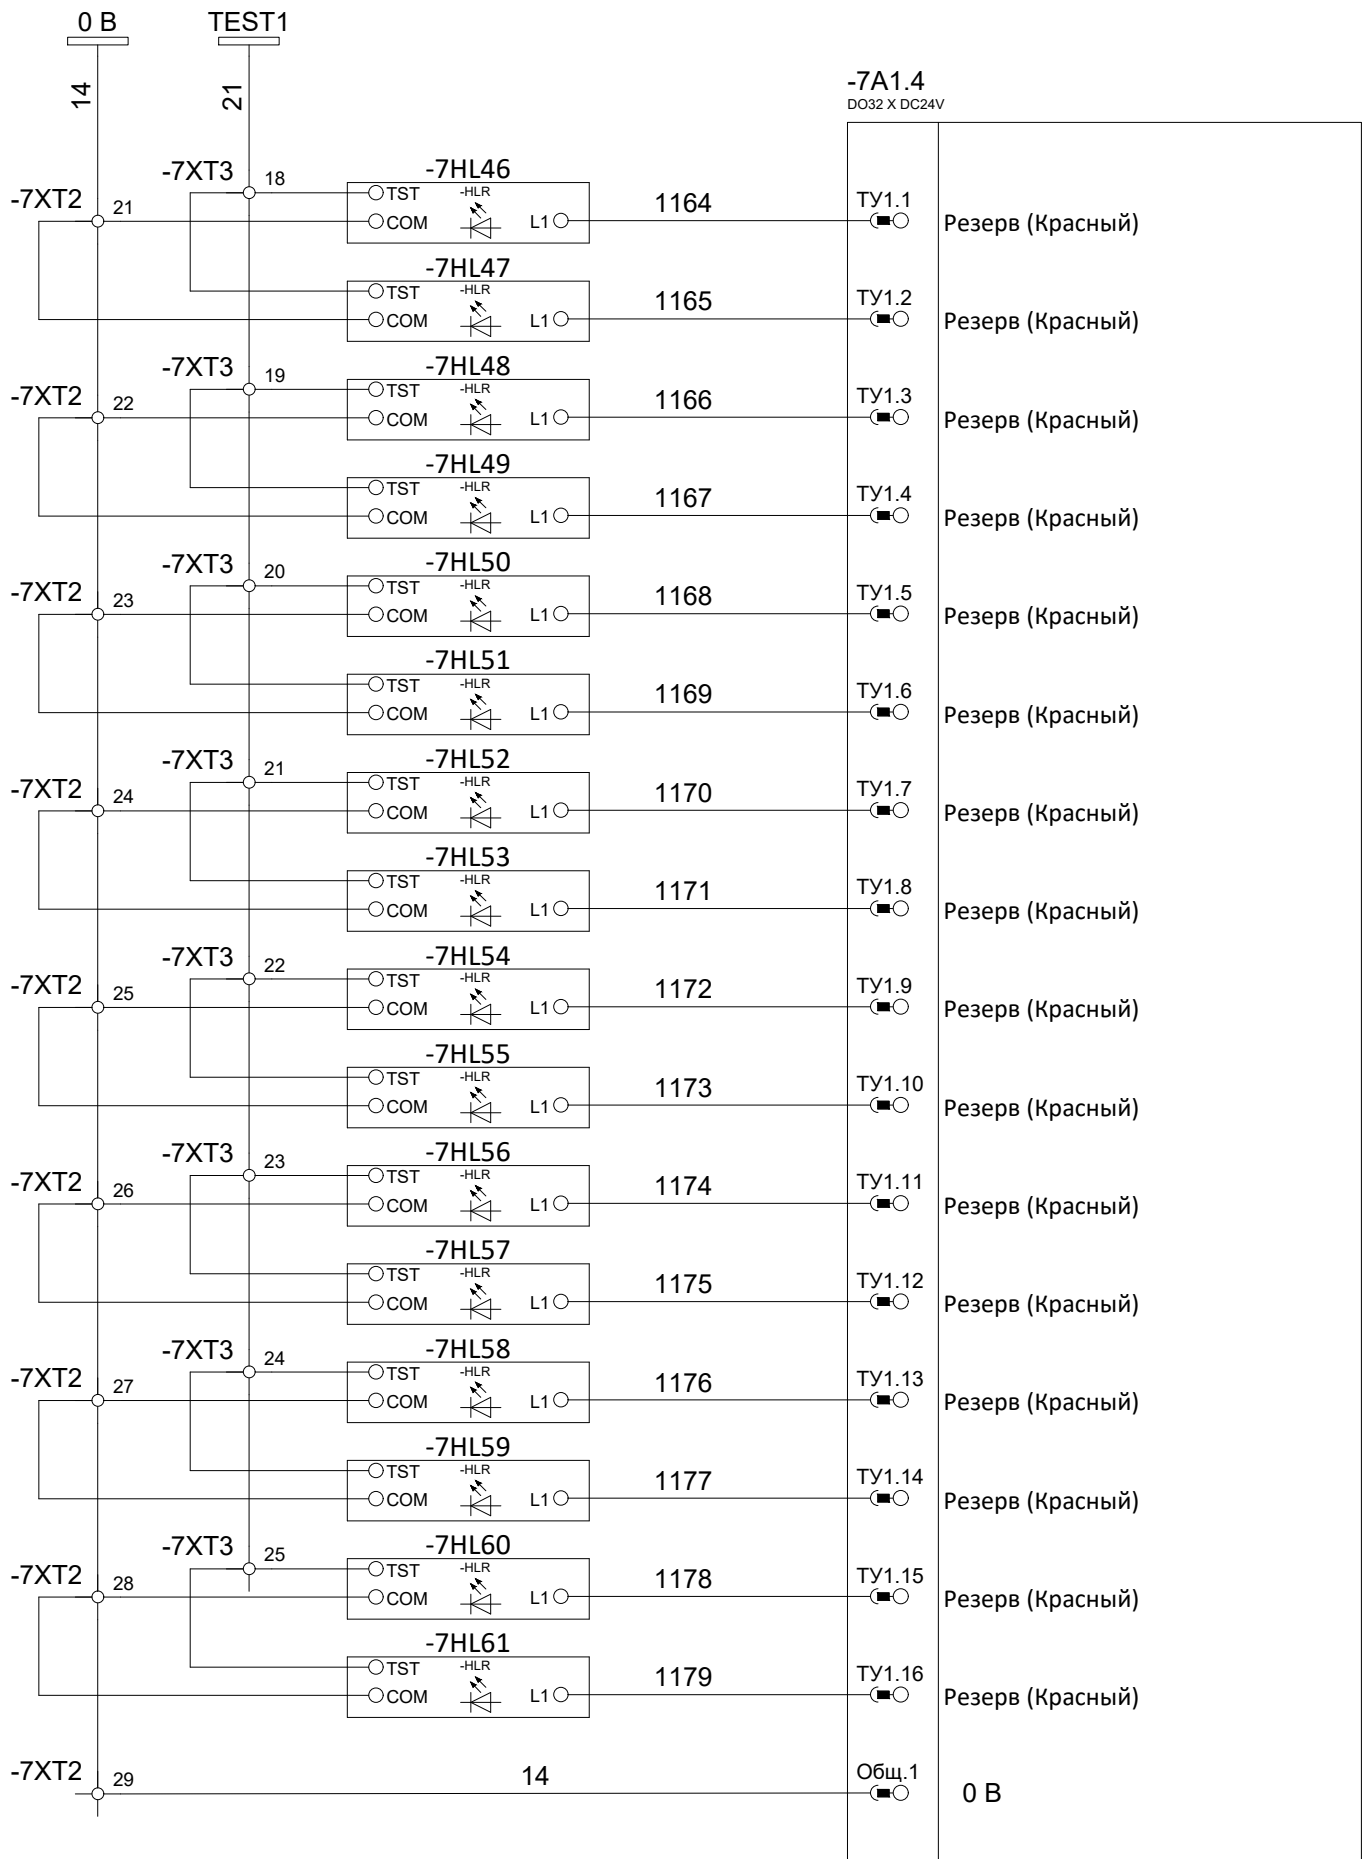 0 В
TEST1
14
21
-7A1.4
DO32 X DC24V
-7XT3
18
-7HL46
-7XT2
21
TST
-HLR
COM
L1
1164
ТУ1.1
Резерв (Красный)
-7HL47
TST
-HLR
COM
L1
1165
ТУ1.2
Резерв (Красный)
-7XT3
19
-7HL48
-7XT2
22
TST
-HLR
COM
L1
1166
ТУ1.3
Резерв (Красный)
-7HL49
TST
-HLR
COM
L1
1167
ТУ1.4
Резерв (Красный)
-7XT3
20
-7HL50
-7XT2
23
TST
-HLR
COM
L1
1168
ТУ1.5
Резерв (Красный)
-7HL51
TST
-HLR
COM
L1
1169
ТУ1.6
Резерв (Красный)
-7XT3
21
-7HL52
-7XT2
24
TST
-HLR
COM
L1
1170
ТУ1.7
Резерв (Красный)
-7HL53
TST
-HLR
COM
L1
1171
ТУ1.8
Резерв (Красный)
-7XT3
22
-7HL54
-7XT2
25
TST
-HLR
COM
L1
1172
ТУ1.9
Резерв (Красный)
-7HL55
TST
-HLR
COM
L1
1173
ТУ1.10
Резерв (Красный)
-7XT3
23
-7HL56
-7XT2
26
TST
-HLR
COM
L1
1174
ТУ1.11
Резерв (Красный)
-7HL57
TST
-HLR
COM
L1
1175
ТУ1.12
Резерв (Красный)
-7XT3
24
-7HL58
-7XT2
27
TST
-HLR
COM
L1
1176
ТУ1.13
Резерв (Красный)
-7HL59
TST
-HLR
COM
L1
1177
ТУ1.14
Резерв (Красный)
-7XT3
25
-7HL60
-7XT2
28
TST
-HLR
COM
L1
1178
ТУ1.15
Резерв (Красный)
-7HL61
TST
-HLR
COM
L1
1179
ТУ1.16
Резерв (Красный)
-7XT2
29
14
Общ.1
0 В